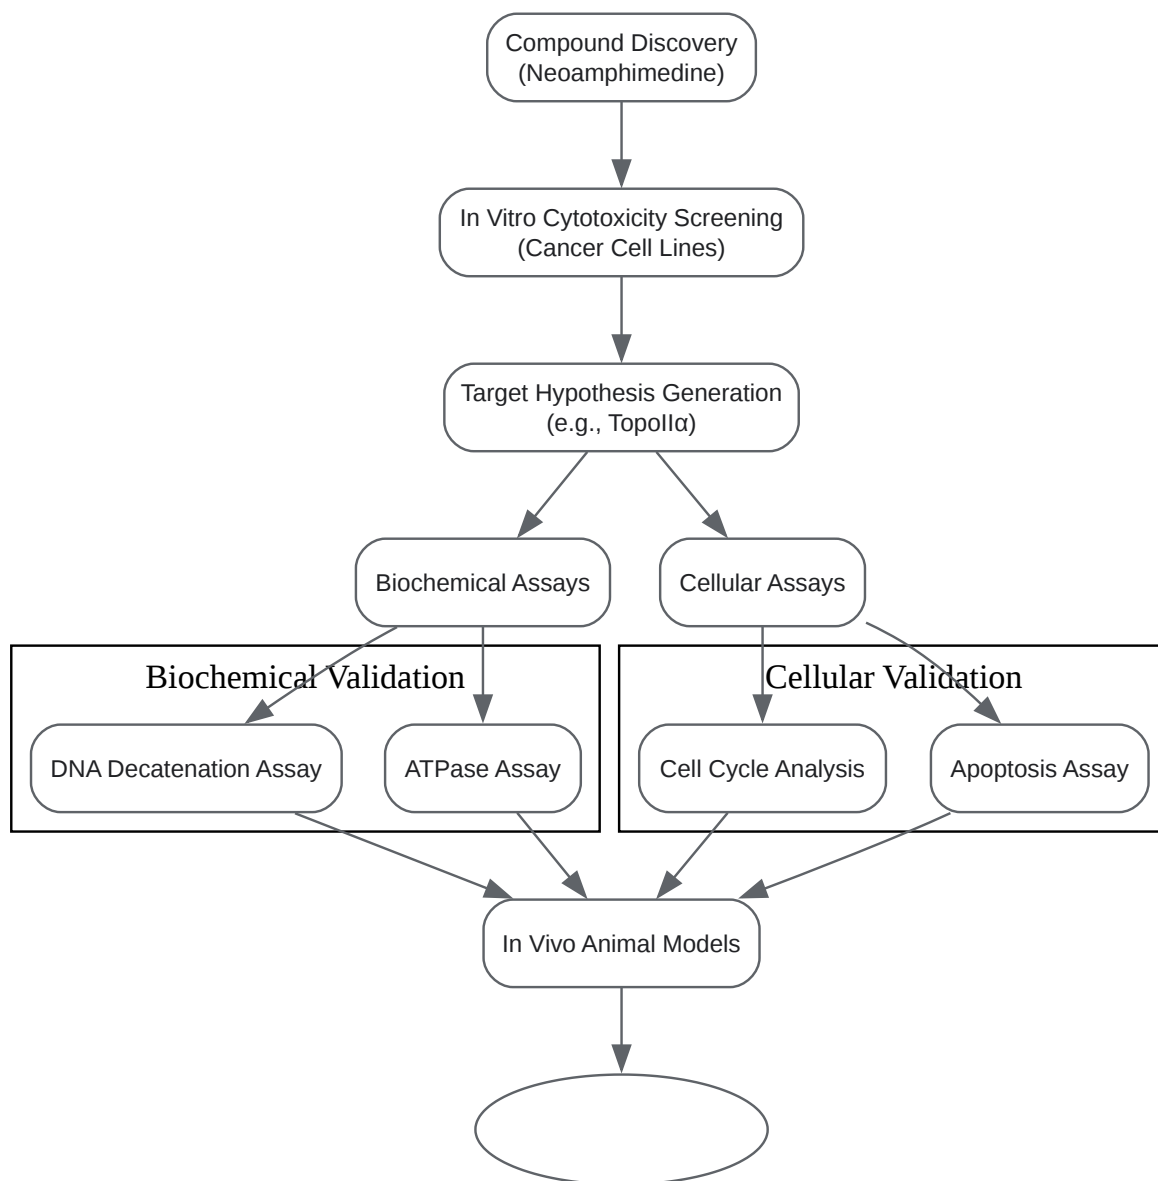 Compound Discovery
(Neoamphimedine)
In Vitro Cytotoxicity Screening
(Cancer Cell Lines)
Target Hypothesis Generation
(e.g., TopoIIα)
Biochemical Assays
Cellular Assays
Biochemical Validation
Cellular Validation
DNA Decatenation Assay
ATPase Assay
Cell Cycle Analysis
Apoptosis Assay
In Vivo Animal Models